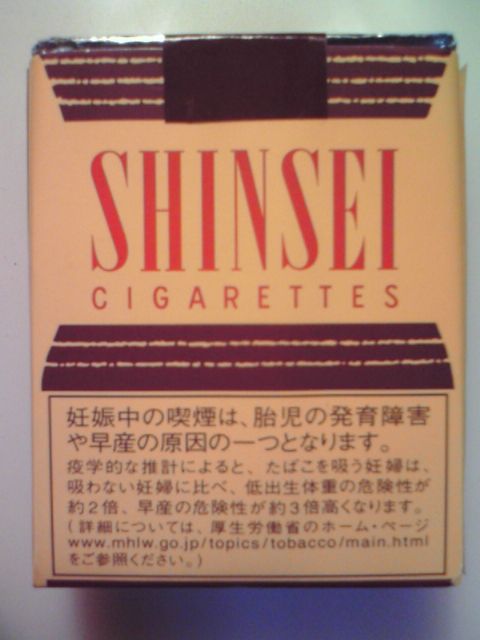 SHINSEI
CIGARETTES
妊娠中の喫煙は、胎児の発育障害
や早産の原因の一つとなります。
疫学的な推計によると、たばこを吸う妊婦は、
吸わない妊婦に比べ、低出生体重の危険性が
約2倍、早産の危険性が約3倍高くなります。
(詳細については、厚生労働省のホーム・ページ
www.mhlw.go.jp/topics/tobacco/main.html
をご参照ください。)